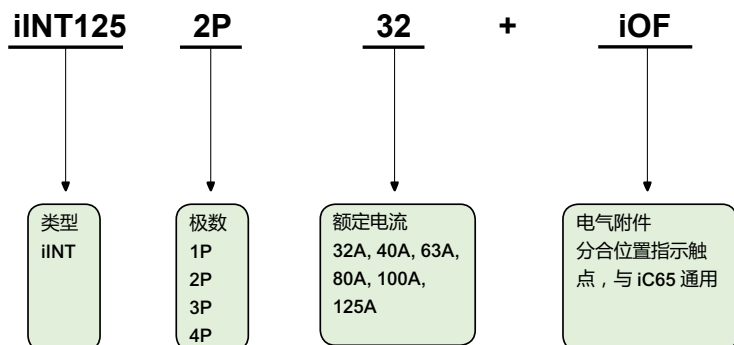 iINT125 2P 32 + iOF
类型
iINT
极数
1P
2P
3P
4P
额定电流
32A, 40A, 63A,
80A, 100A,
125A
电气附件
分合位置指示触
点，与 iC65 通用